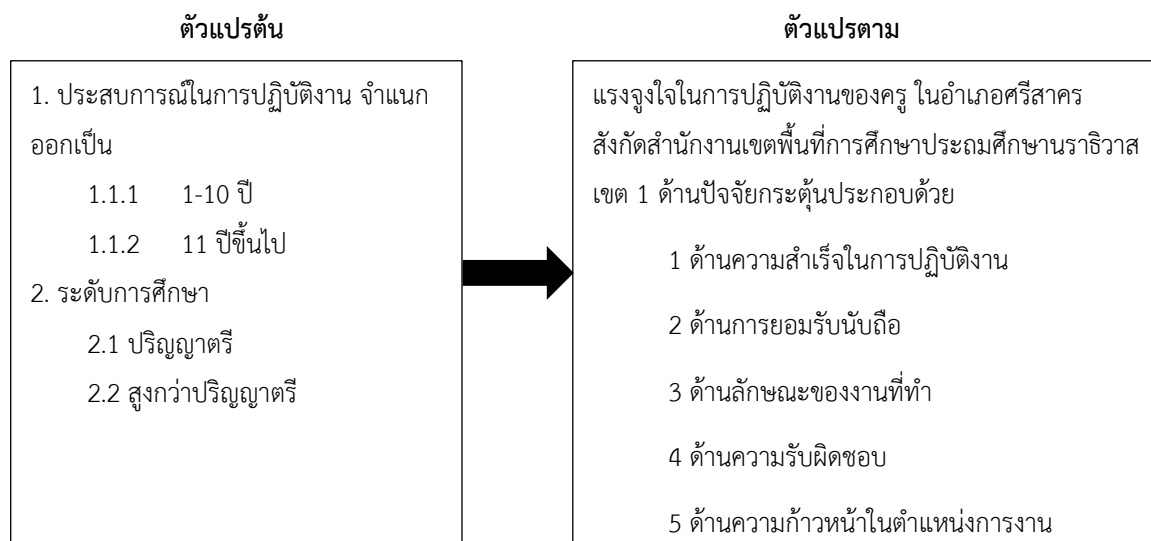 ตัวแปรต้น
1. ประสบการณ์ในการปฏิบัติงาน จำแนก
ออกเป็น
1.1.1 1-10 ปี
1.1.2 11 ปีขึ้นไป
2. ระดับการศึกษา
2.1 ปริญญาตรี
2.2 สูงกว่าปริญญาตรี
ตัวแปรตาม
แรงจูงใจในการปฏิบัติงานของครู ในอำเภอศรีสาคร
สังกัดสำนักงานเขตพื้นที่การศึกษาประถมศึกษานราธิวาส
เขต 1 ด้านปัจจัยกระตุ้นประกอบด้วย
1 ด้านความสำเร็จในการปฏิบัติงาน
2 ด้านการยอมรับนับถือ
3 ด้านลักษณะของงานที่ทำ
4 ด้านความรับผิดชอบ
5 ด้านความก้าวหน้าในตำแหน่งการงาน